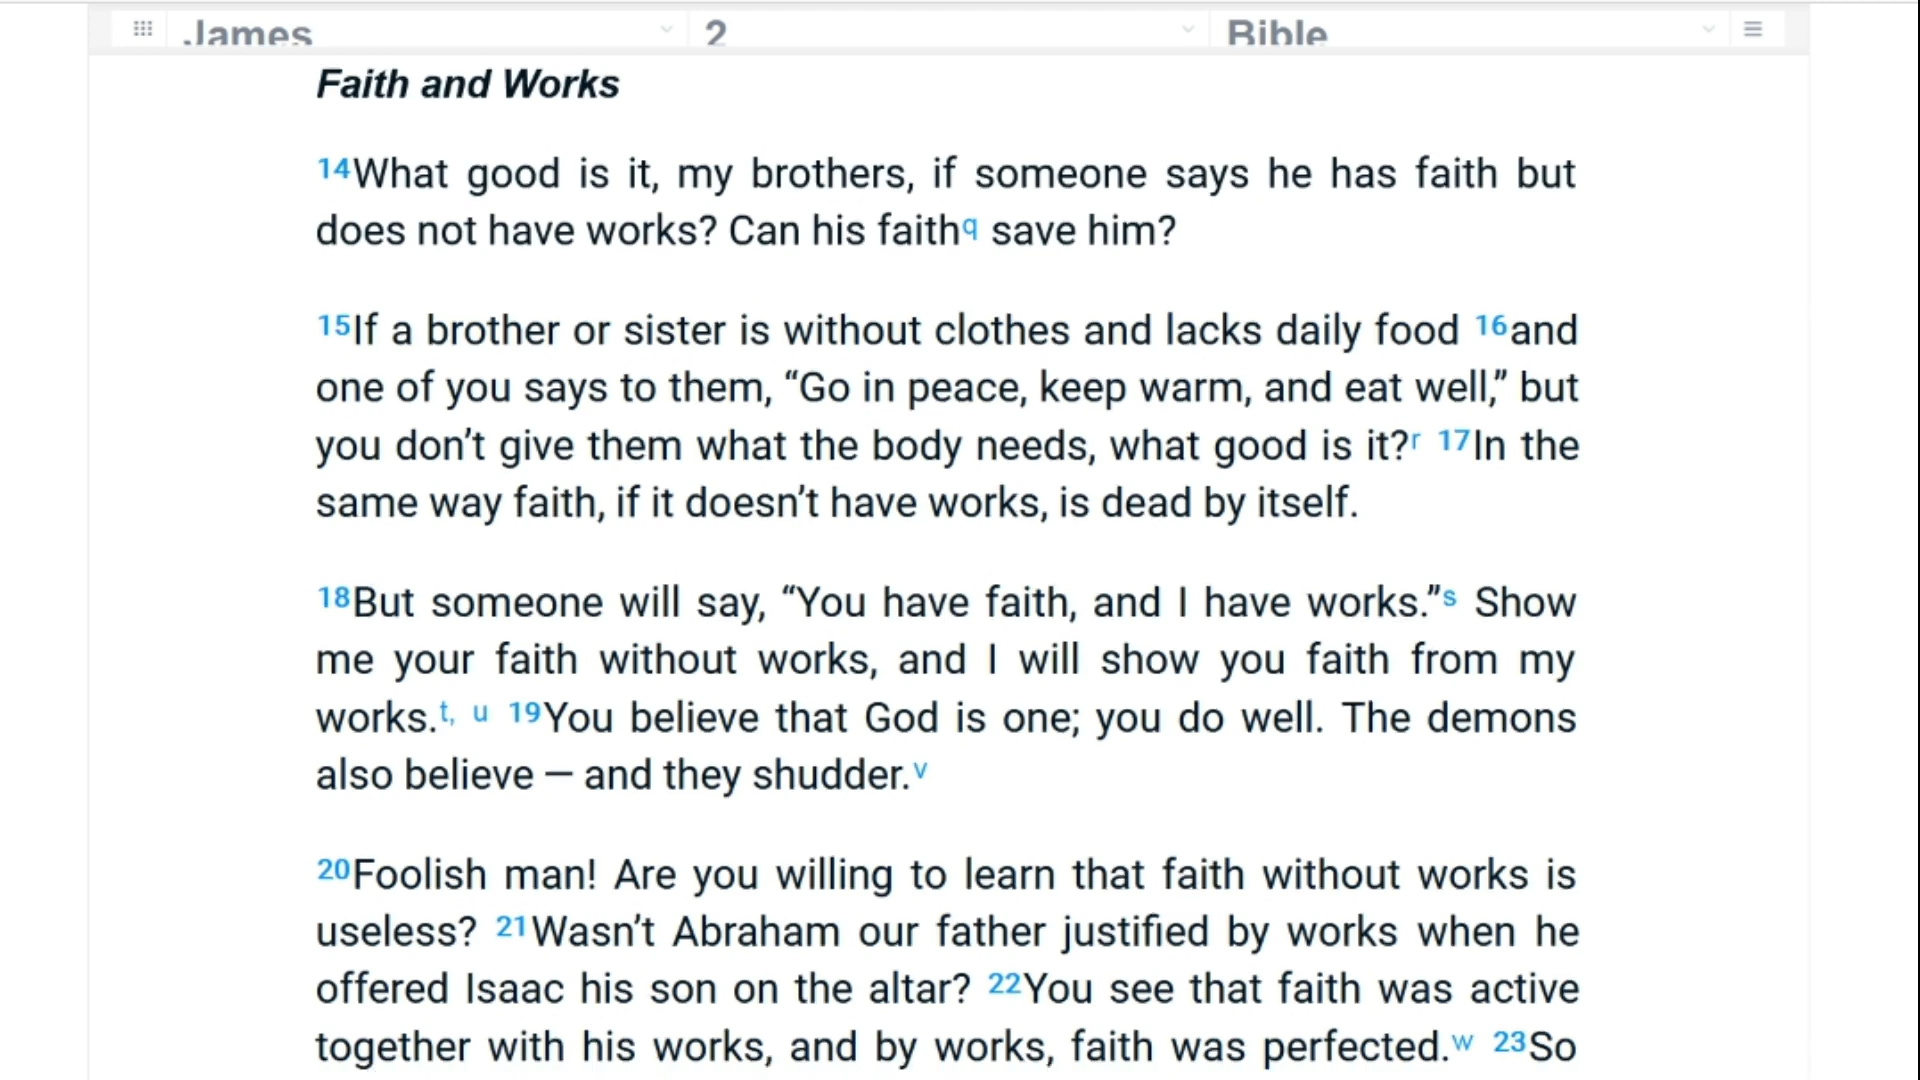 James 2 Bible
Faith and Works
14What good is it, my brothers, if someone says he has faith but
does not have works? Can his faithq save him?
15If a brother or sister is without clothes and lacks daily food 16and
one of you says to them, “Go in peace, keep warm, and eat well,” but
you don’t give them what the body needs, what good is it?r 17In the
same way faith, if it doesn’t have works, is dead by itself.
18But someone will say, “You have faith, and I have works.”s Show
me your faith without works, and I will show you faith from my
works.t, u 19You believe that God is one; you do well. The demons
also believe — and they shudder.v
20Foolish man! Are you willing to learn that faith without works is
useless? 21Wasn’t Abraham our father justified by works when he
offered Isaac his son on the altar? 22You see that faith was active
together with his works, and by works, faith was perfected.w 23So